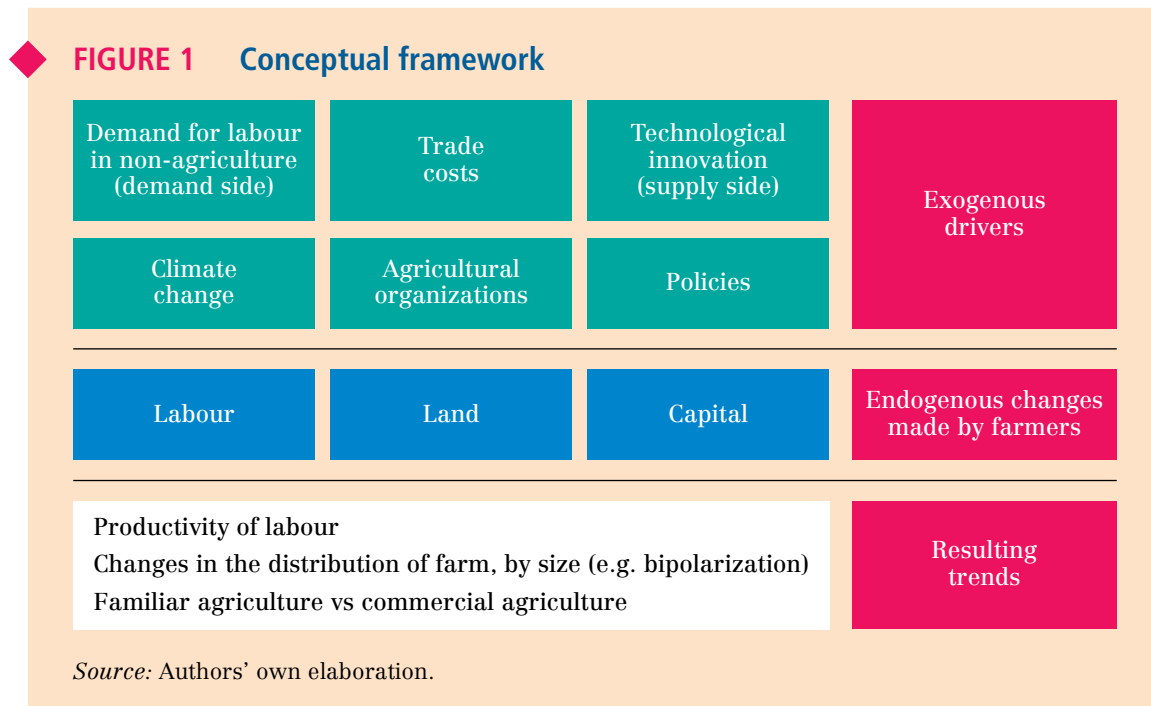 FIGURE 1 Conceptual framework
Demand for labour
in non-agriculture
(demand side)
Trade
costs
Technological
innovation
(supply side)
Exogenous
drivers
Climate
change
Agricultural
organizations
Policies
Labour
Land
Capital
Endogenous changes
made by farmers
Productivity of labour
Changes in the distribution of farm, by size (e.g. bipolarization)
Familiar agriculture vs commercial agriculture
Resulting
trends
Source: Authors’ own elaboration.